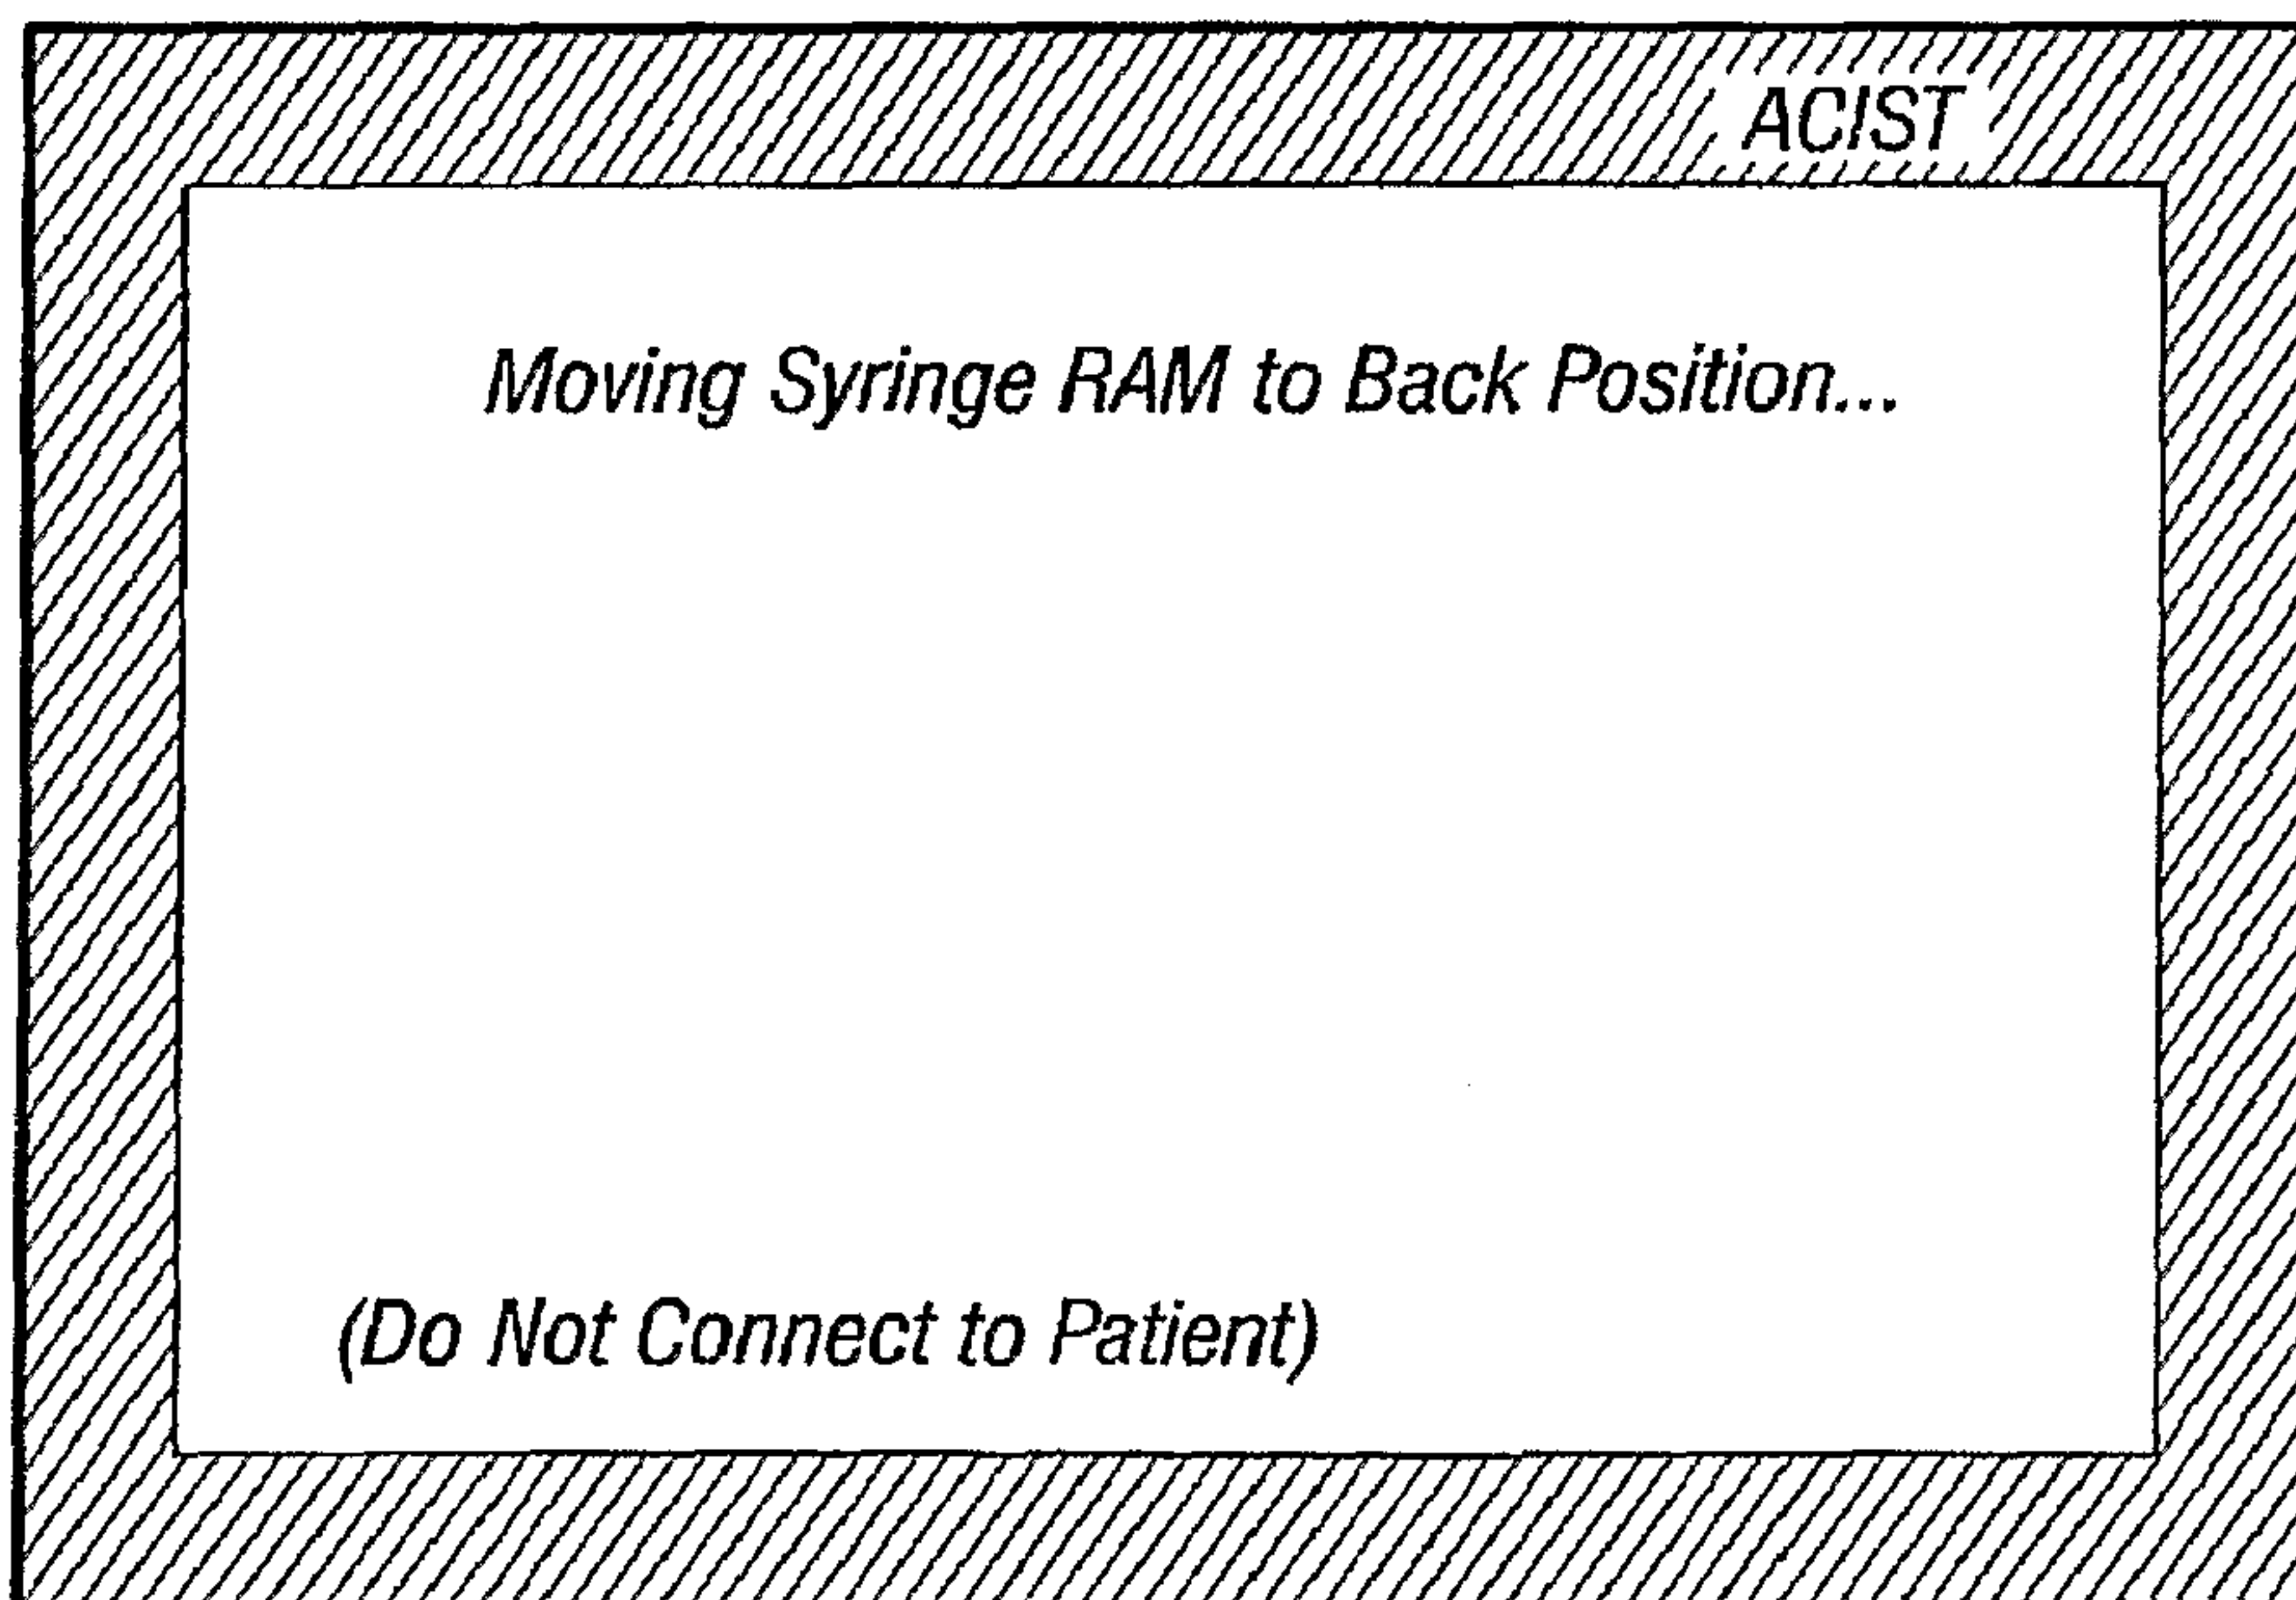 ACIST
Moving Syringe RAM to Back Position...
(Do Not Connect to Patient)